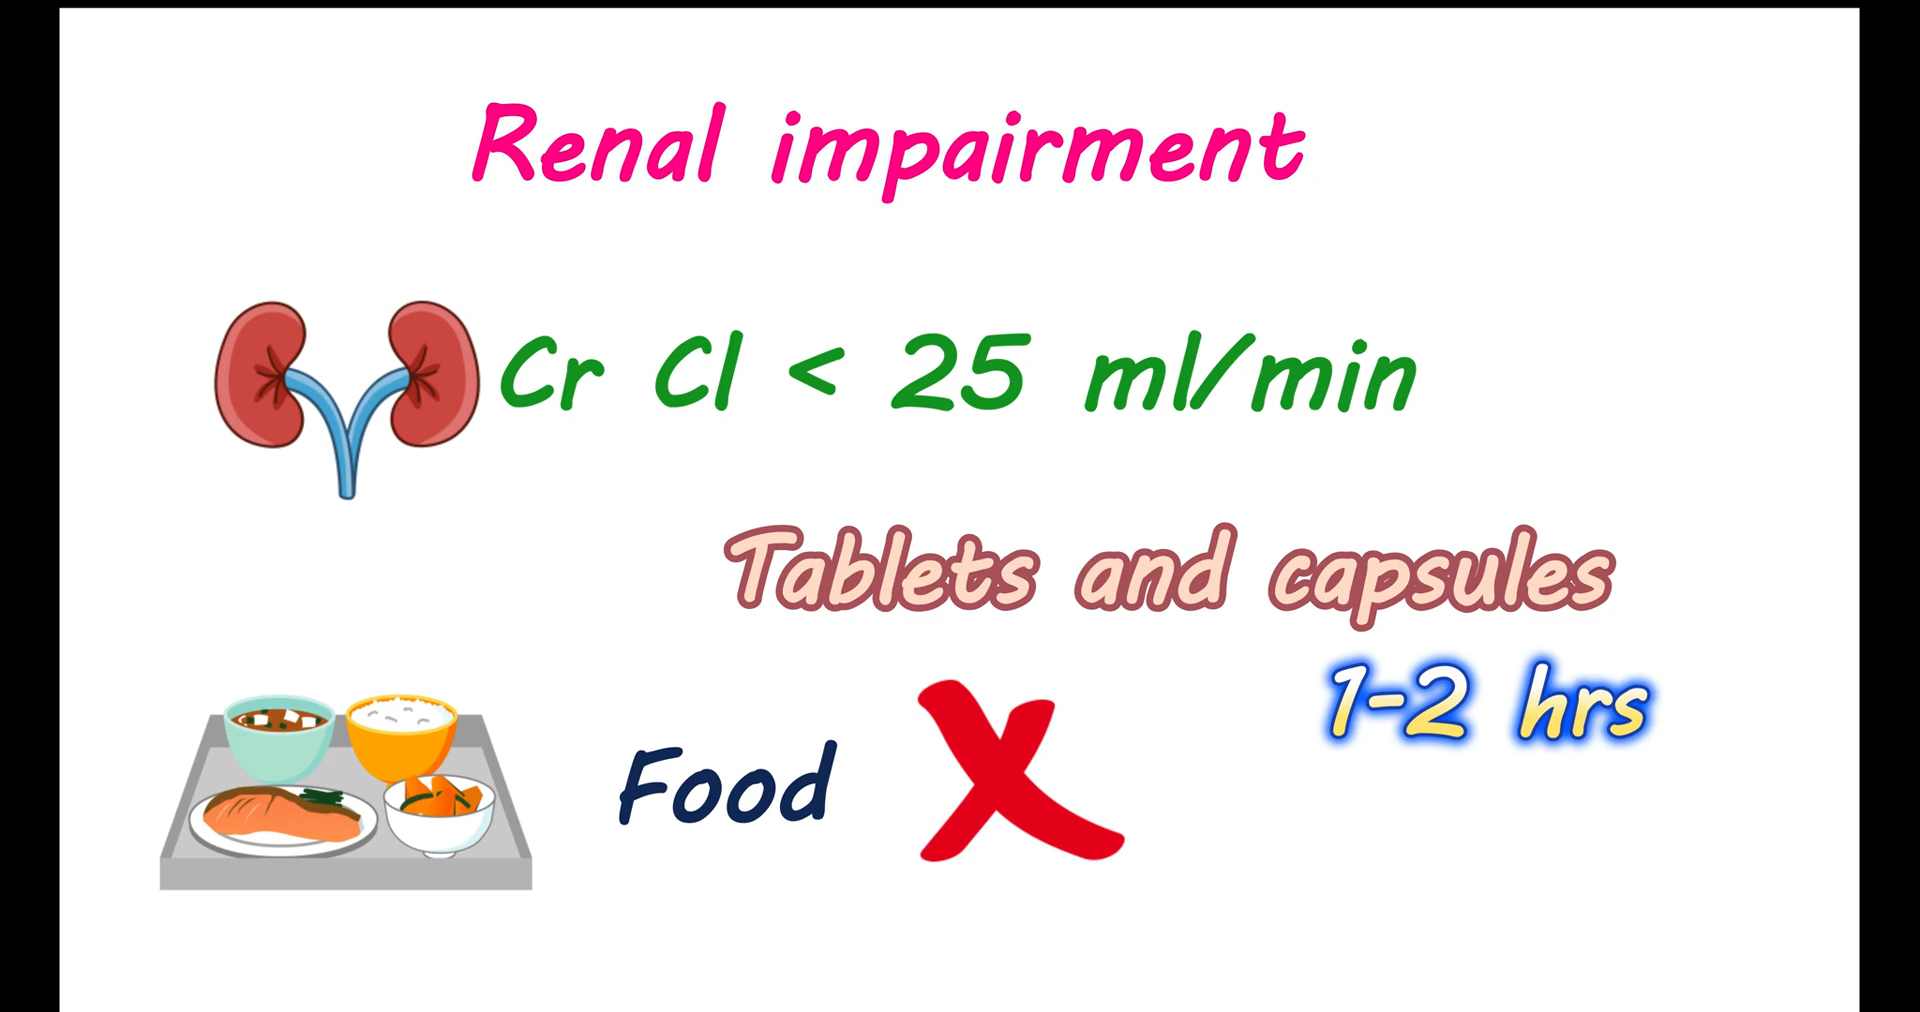 Renal impairment
Cr Cl < 25 ml/min
Tablets and capsules
1-2 hrs
Food